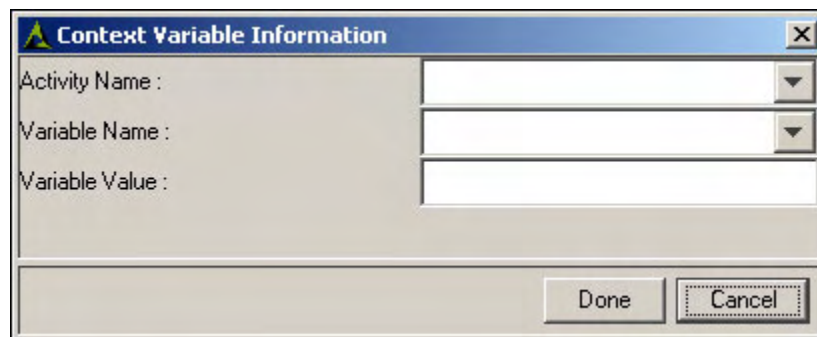 Context Variable Information
Activity Name :
Variable Name :
Variable Value :
Done Cancel